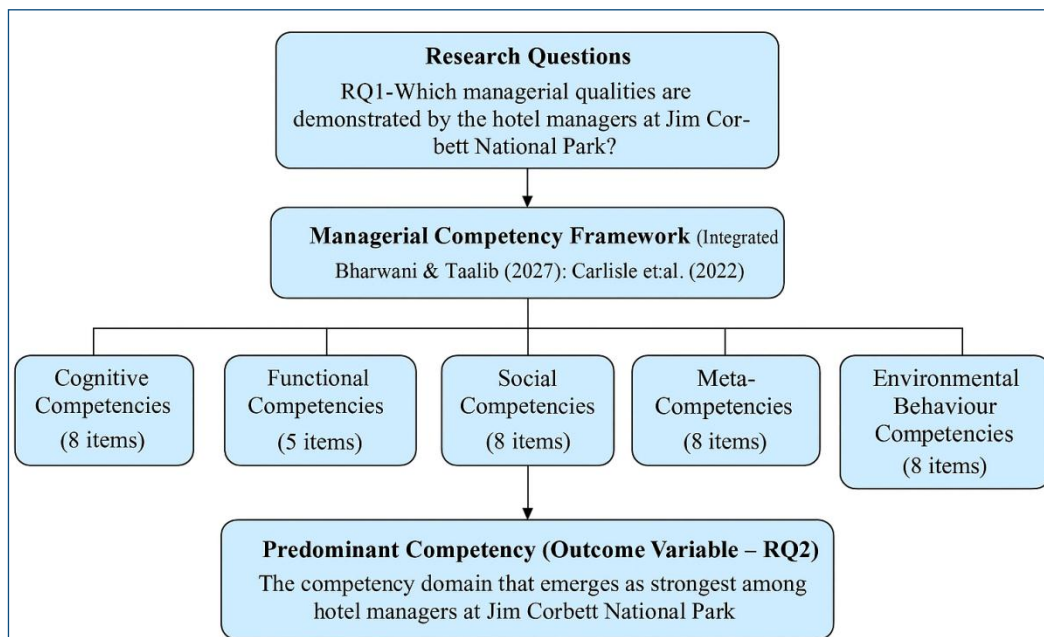 Research Questions
RQ1-Which managerial qualities are
demonstrated by the hotel managers at Jim Cor-
bett National Park?
Managerial Competency Framework (Integrated
Bharwani & Taalib (2027): Carlisle et:al. (2022)
Cognitive
Competencies
(8 items)
Functional
Competencies
(5 items)
Social
Competencies
(8 items)
Meta-
Competencies
(8 items)
Environmental
Behaviour
Competencies
(8 items)
Predominant Competency (Outcome Variable – RQ2)
The competency domain that emerges as strongest among
hotel managers at Jim Corbett National Park